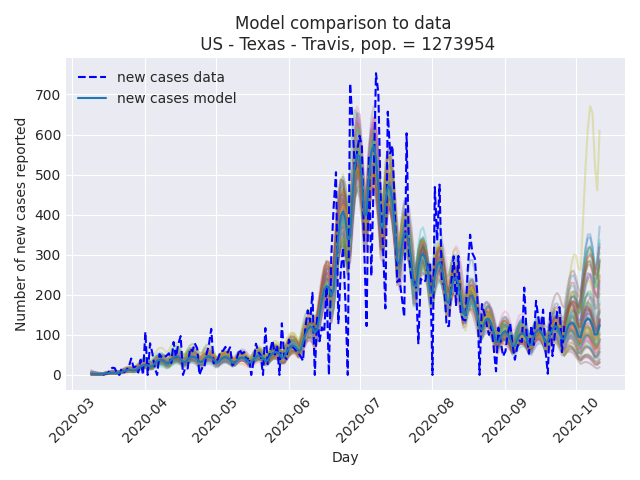 Model comparison to data
US - Texas - Travis, pop. = 1273954
new cases data
new cases model
Number of new cases reported
700
600
500
400
300
200
100
0
2020-03
2020-04
2020-05
2020-06
2020-07
2020-08
2020-09
2020-10
Day